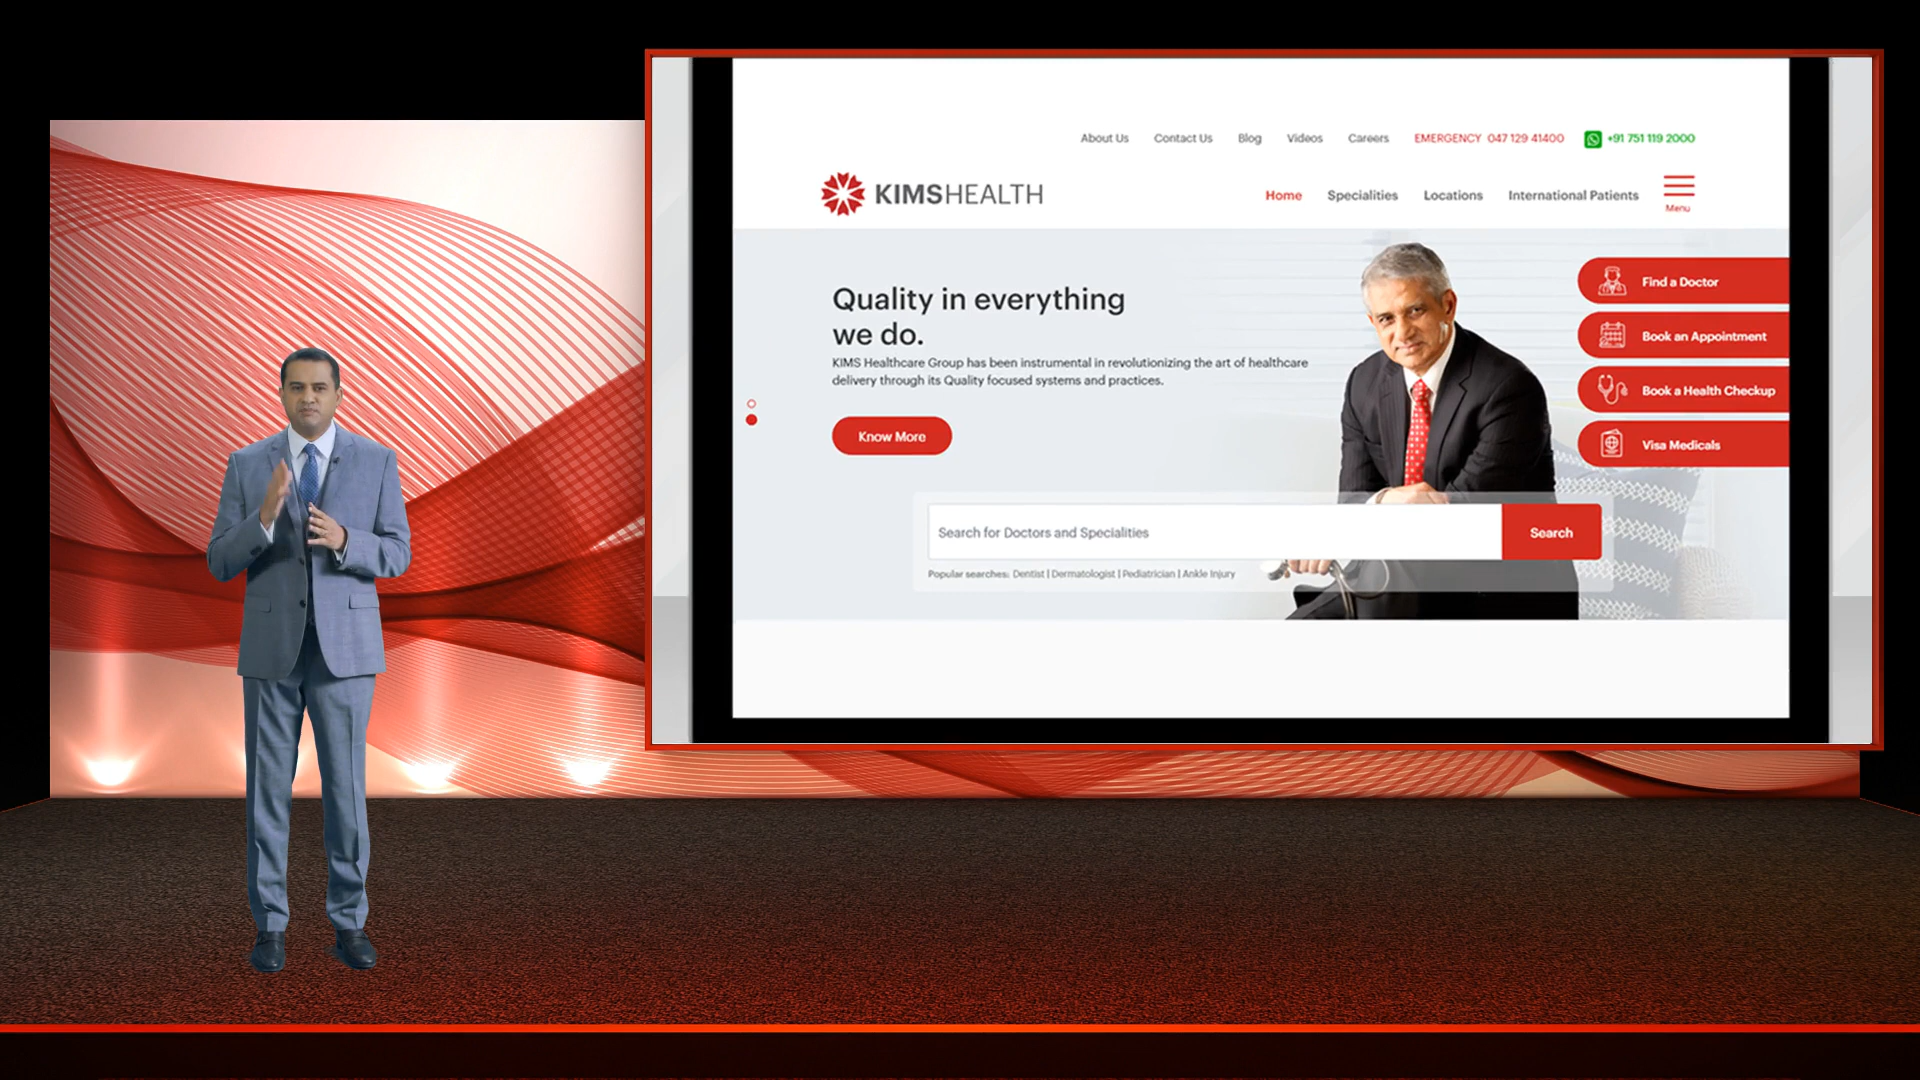 About Us Contact Us Blog Videos Careers EMERGENCY 047 129 41400 +91 751 119 2000
KIMSHEALTH
Home Specialities Locations International Patients
Menu
Quality in everything
we do.
KIMS Healthcare Group has been instrumental in revolutionizing the art of healthcare
delivery through its Quality focused systems and practices.
Know More
Find a Doctor
Book an Appointment
Book a Health Checkup
Visa Medicals
Search for Doctors and Specialities
Search
Popular searches: Dentist | Dermatologist | Pediatrician | Ankle Injury